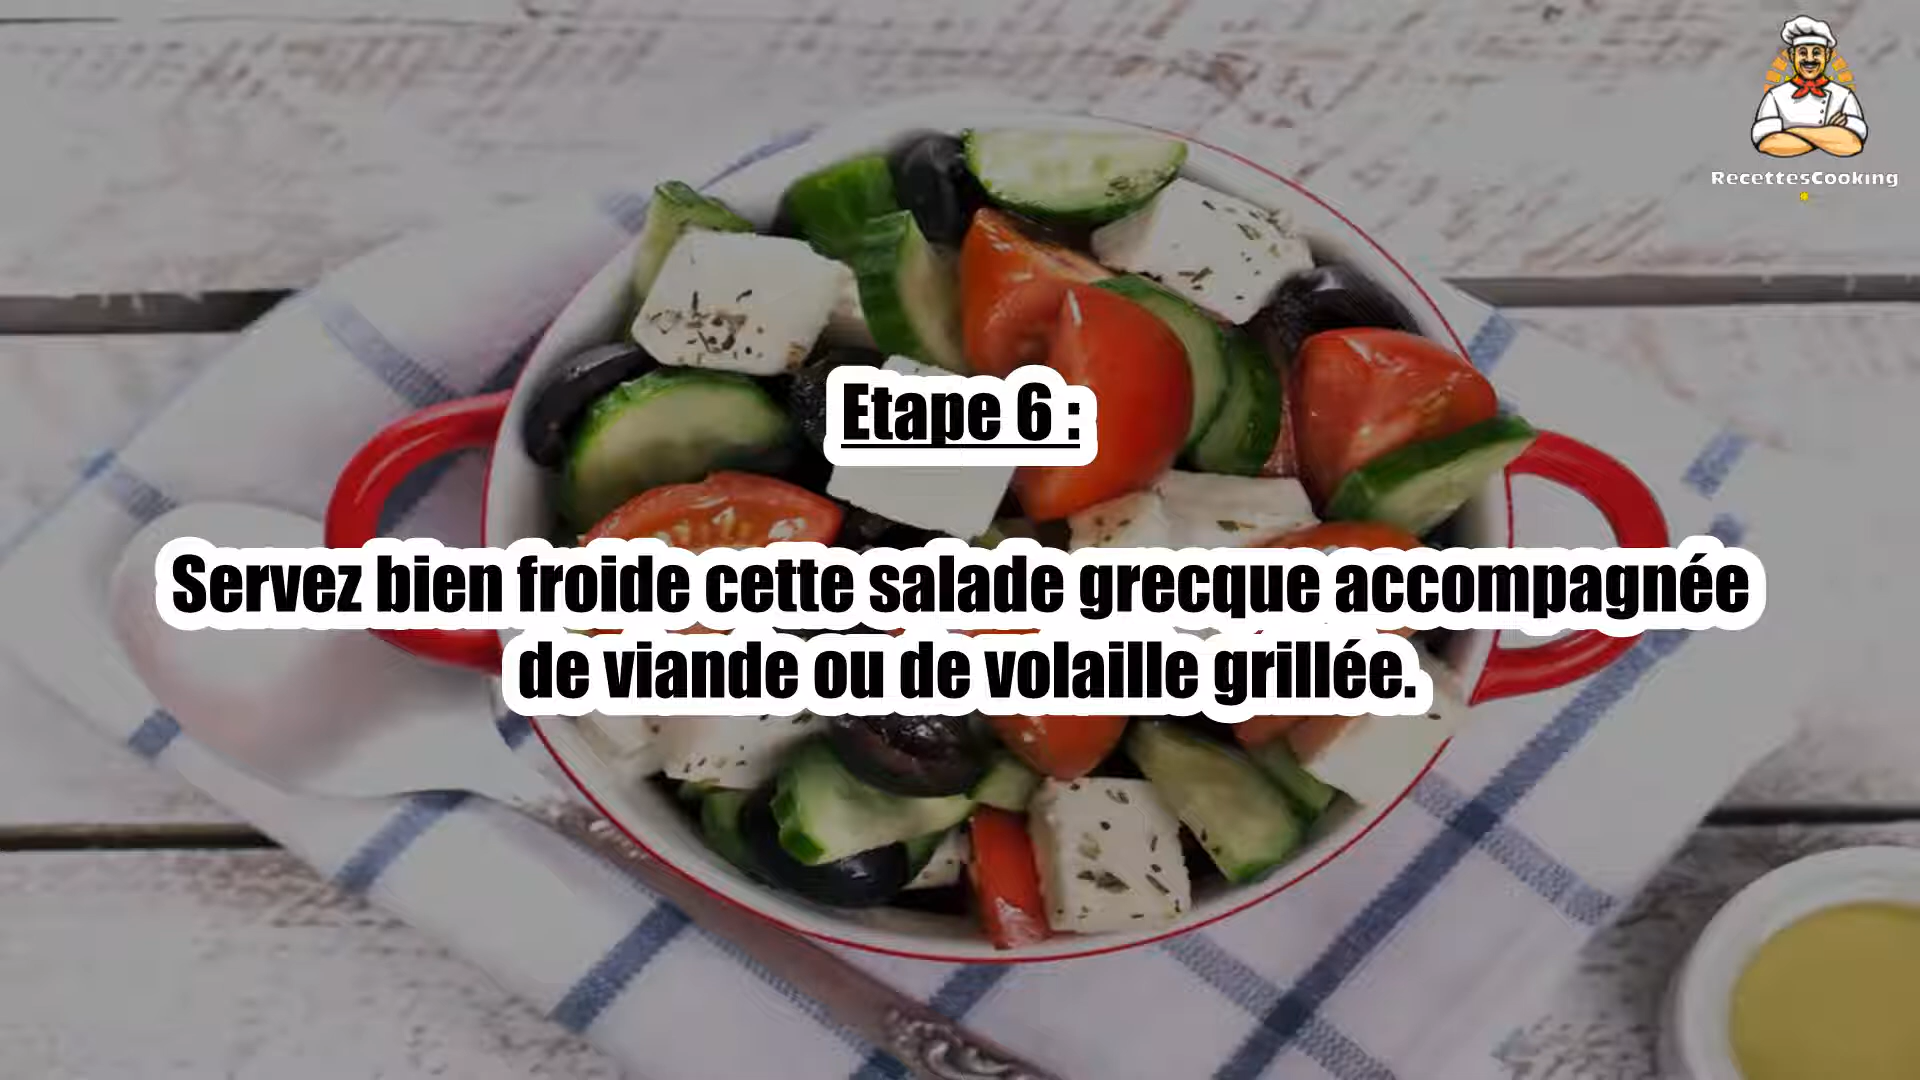 RecettesCooking
Etape 6 :
Servez bien froide cette salade grecque accompagnée
de viande ou de volaille grillée.